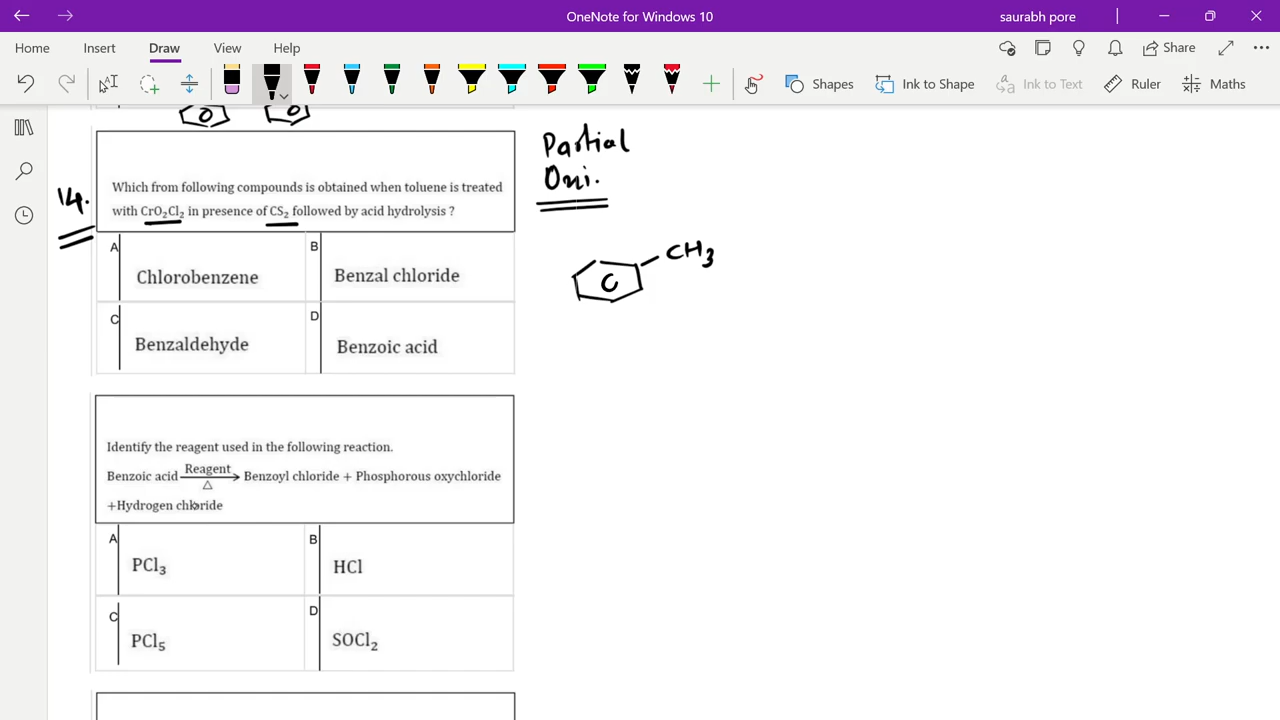 OneNote for Windows 10
saurabh pore
Home Insert Draw View Help
Share
Shapes
Ink to Shape
Ink to Text
Ruler
Maths
Partial
Oxi.
14.
Which from following compounds is obtained when toluene is treated
with CrO₂Cl₂ in presence of CS₂ followed by acid hydrolysis ?
A Chlorobenzene
B Benzal chloride
C Benzaldehyde
D Benzoic acid
CH₃
Identify the reagent used in the following reaction.
Benzoic acid Reagent △ → Benzoyl chloride + Phosphorous oxychloride
+Hydrogen chloride
A PCl₃
B HCl
C PCl₅
D SOCl₂